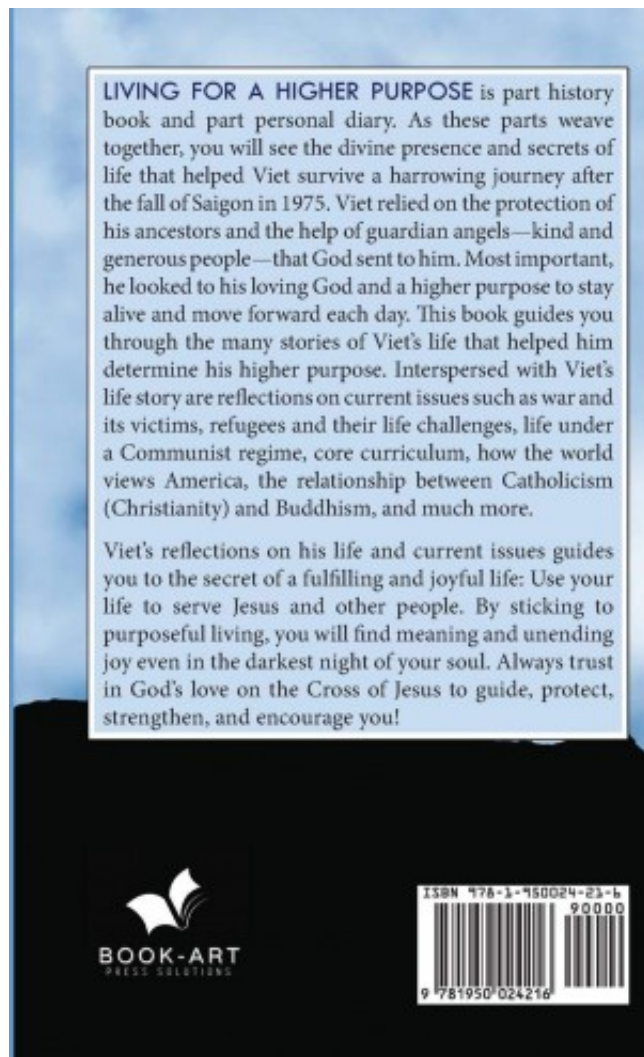 LIVING FOR A HIGHER PURPOSE is part history
book and part personal diary. As these parts weave
together, you will see the divine presence and secrets of
life that helped Viet survive a harrowing journey after
the fall of Saigon in 1975. Viet relied on the protection of
his ancestors and the help of guardian angels—kind and
generous people—that God sent to him. Most important,
he looked to his loving God and a higher purpose to stay
alive and move forward each day. This book guides you
through the many stories of Viet's life that helped him
determine his higher purpose. Interspersed with Viet's
life story are reflections on current issues such as war and
its victims, refugees and their life challenges, life under
a Communist regime, core curriculum, how the world
views America, the relationship between Catholicism
(Christianity) and Buddhism, and much more.
Viet's reflections on his life and current issues guides
you to the secret of a fulfilling and joyful life: Use your
life to serve Jesus and other people. By sticking to
purposeful living, you will find meaning and unending
joy even in the darkest night of your soul. Always trust
in God's love on the Cross of Jesus to guide, protect,
strengthen, and encourage you!
BOOK-ART
PRESS SOLUTIONS
ISBN 978-1-950024-21-6
90000
9 781950 024216